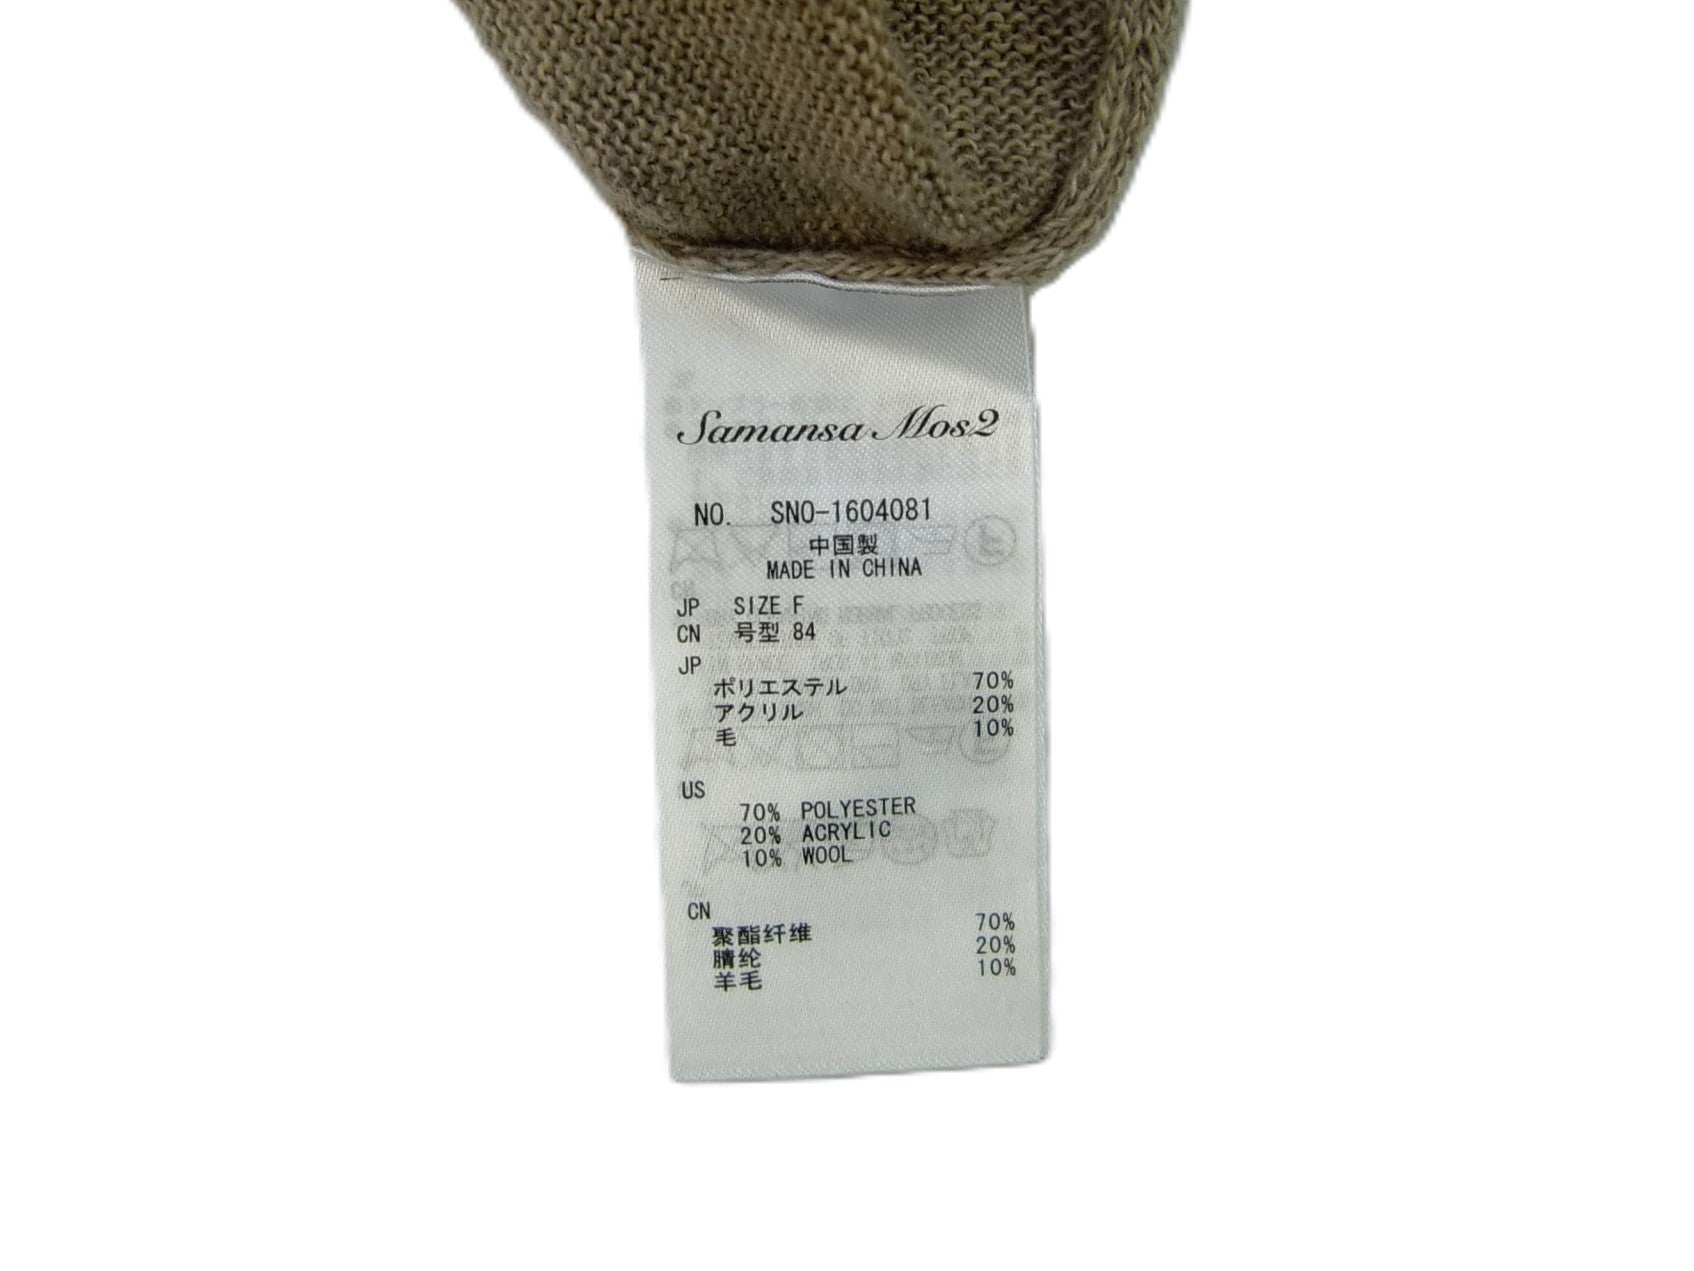 Samansa Mos2
NO. SNO-1604081
中国製
MADE IN CHINA
JP SIZE F
CN 号型 84
JP
ポリエステル 70%
アクリル 20%
毛 10%
US
70% POLYESTER
20% ACRYLIC
10% WOOL
CN
聚酯纤维 70%
腈纶 20%
羊毛 10%